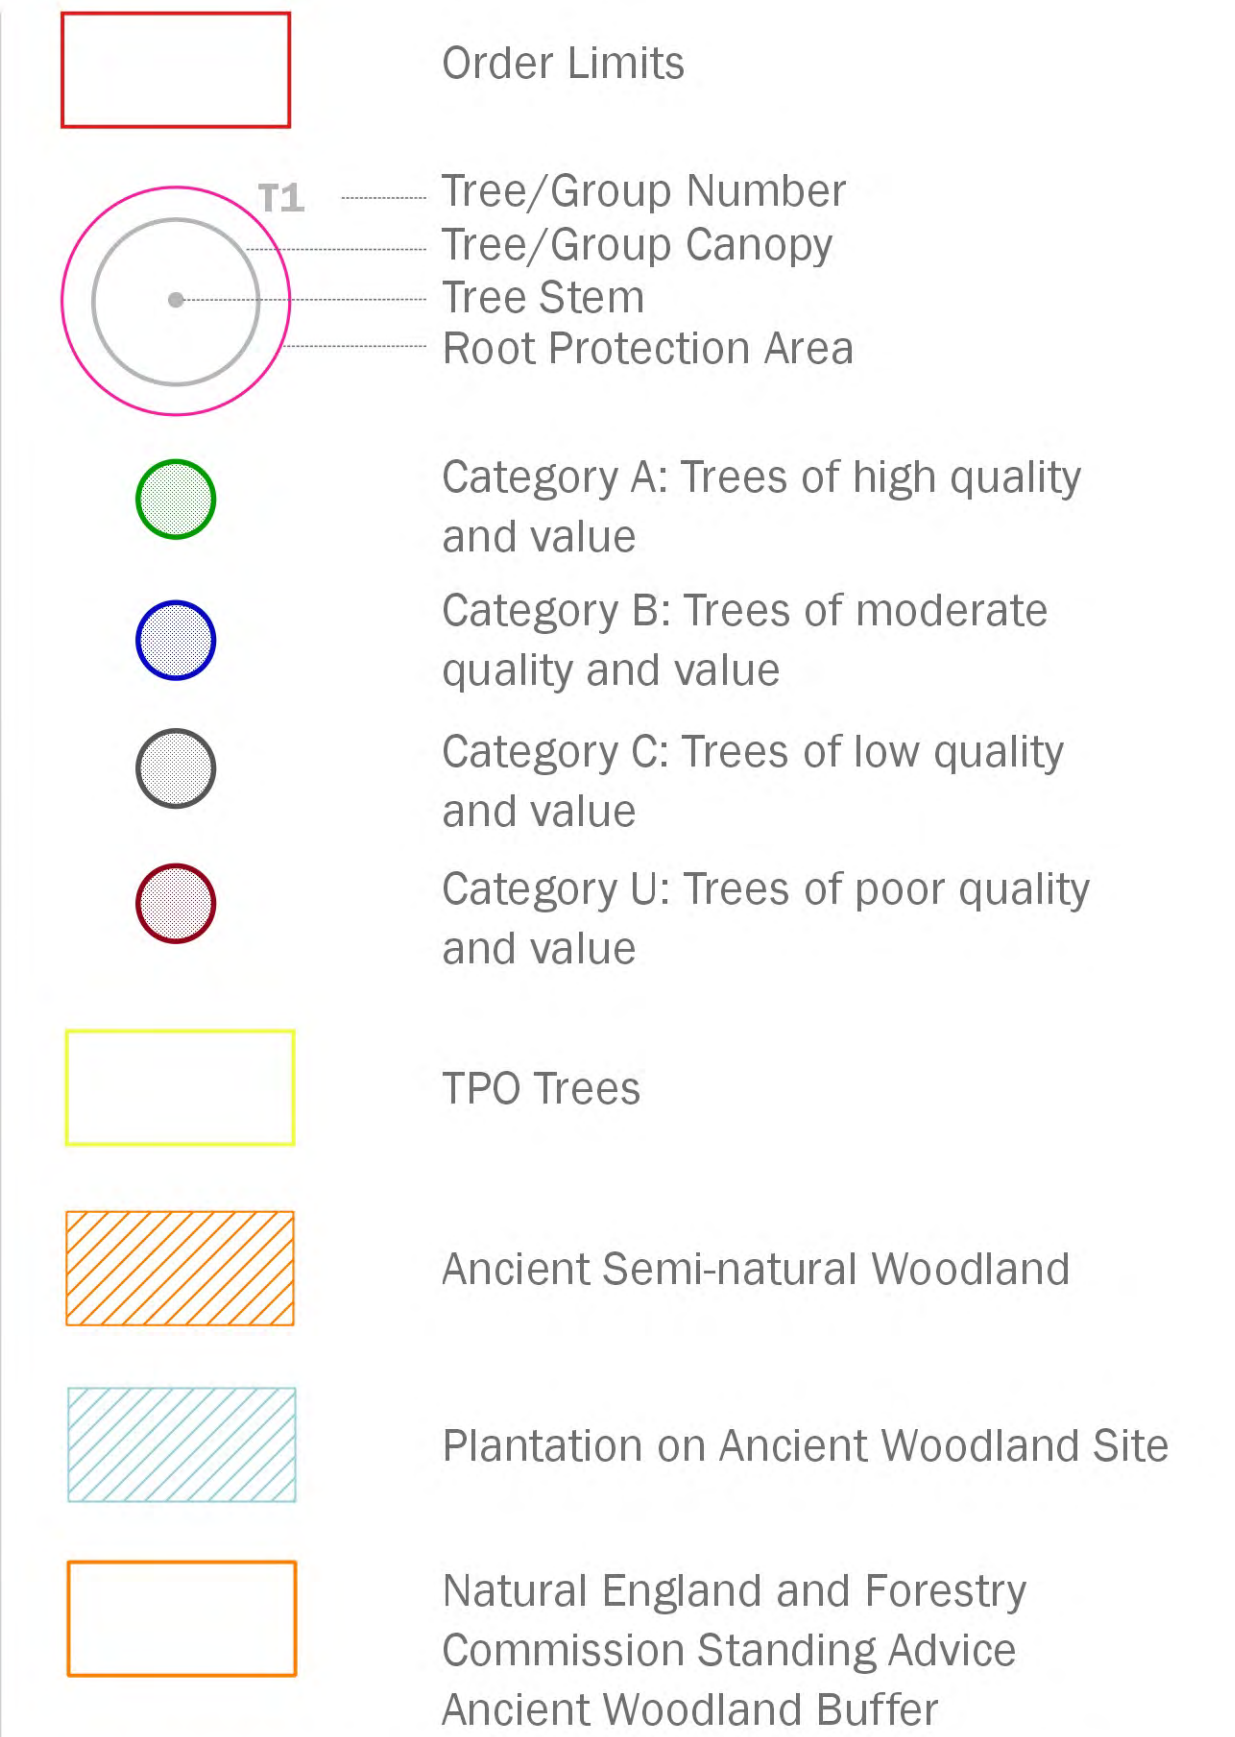 Order Limits
T1
Tree/Group Number
Tree/Group Canopy
Tree Stem
Root Protection Area
Category A: Trees of high quality
and value
Category B: Trees of moderate
quality and value
Category C: Trees of low quality
and value
Category U: Trees of poor quality
and value
TPO Trees
Ancient Semi-natural Woodland
Plantation on Ancient Woodland Site
Natural England and Forestry
Commission Standing Advice
Ancient Woodland Buffer